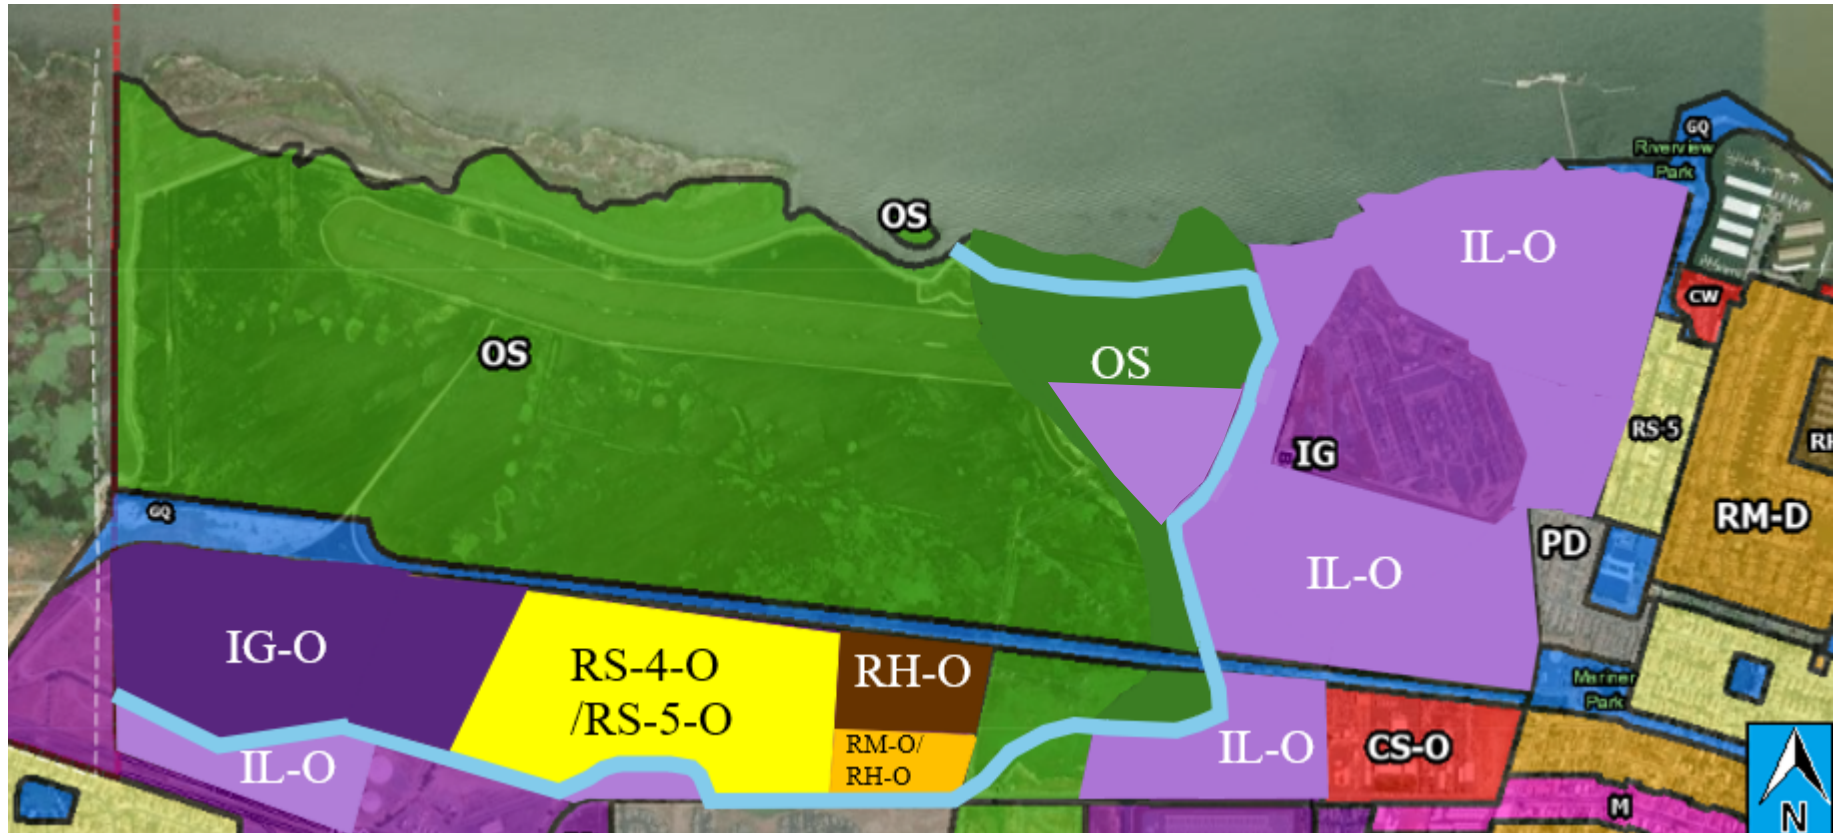 GQ
Riverview
Park
OS
IL-O
CW
OS
OS
RS-5
IG
RM-D
GQ
PD
IL-O
IG-O
RS-4-O
/RS-5-O
RH-O
Mariner
Park
RM-O/
RH-O
IL-O
IL-O
CS-O
M
N